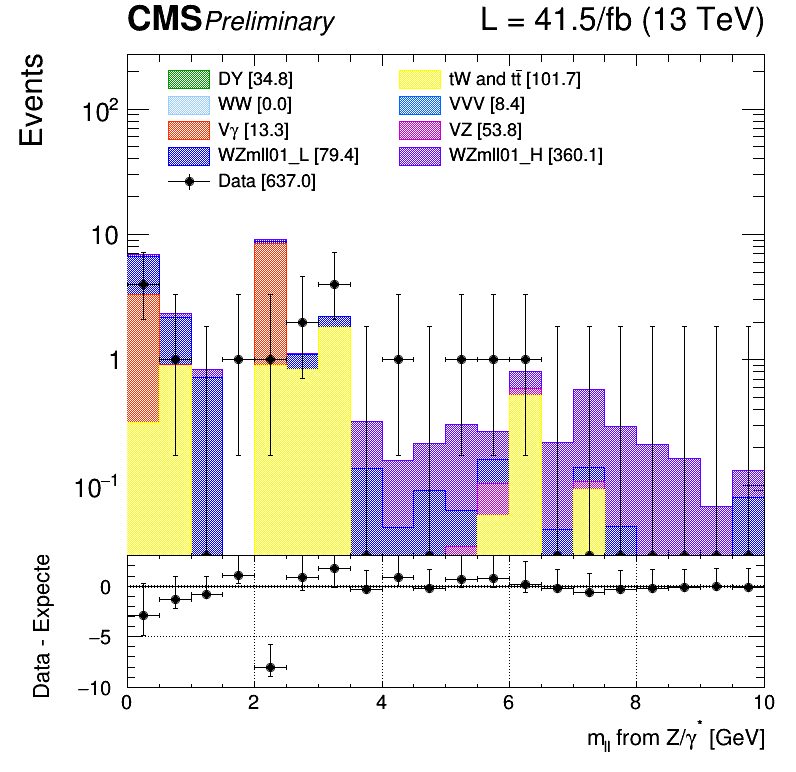 CMS Preliminary L = 41.5/fb (13 TeV)
Events
DY [34.8] tW and tt̄ [101.7]
WW [0.0] VVV [8.4]
Vγ [13.3] VZ [53.8]
WZmll01_L [79.4] WZmll01_H [360.1]
Data [637.0]
10²
10
1
10⁻¹
Data - Expecte
0
−5
−10
0 2 4 6 8 10
m_ll from Z/γ* [GeV]